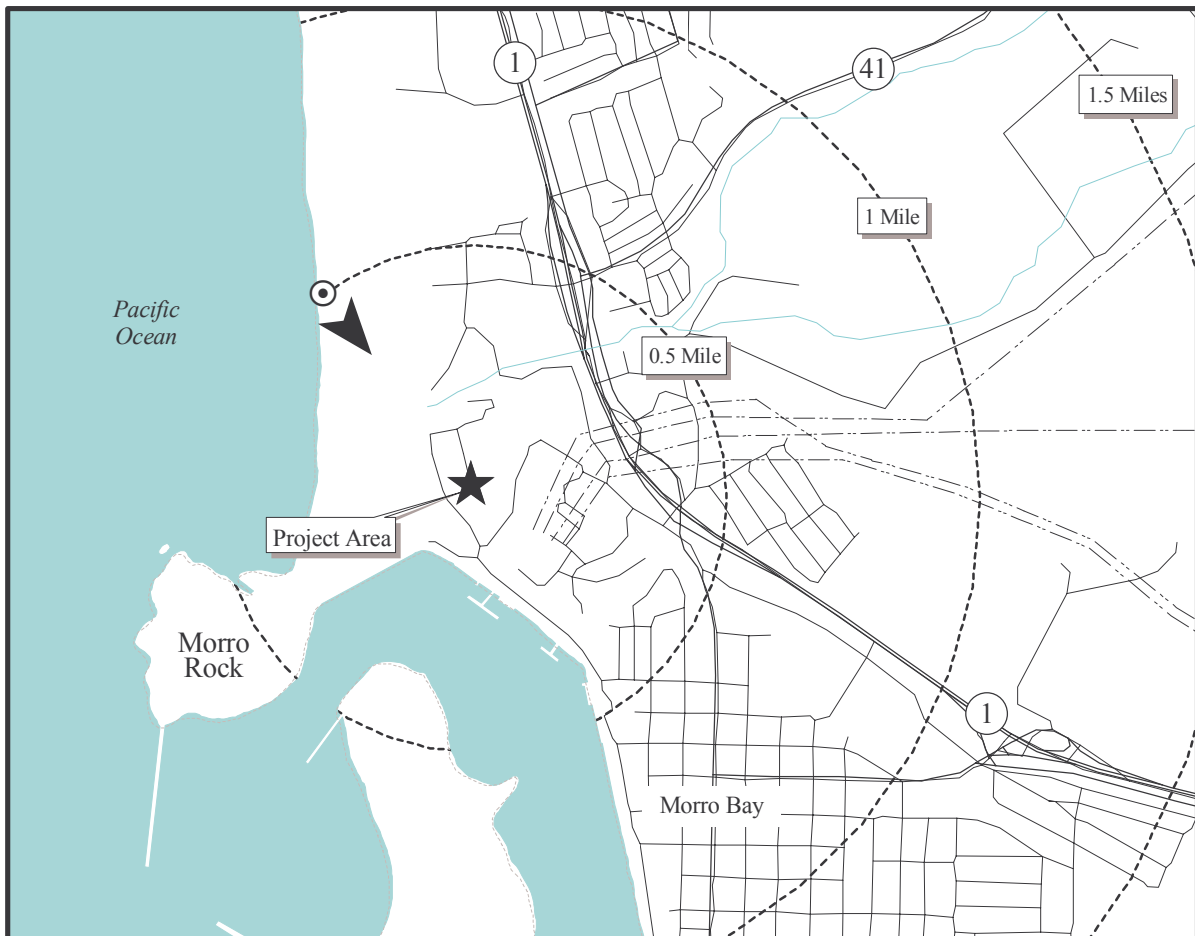 1
41
1.5 Miles
1 Mile
Pacific
Ocean
0.5 Mile
Project Area
Morro
Rock
1
Morro Bay